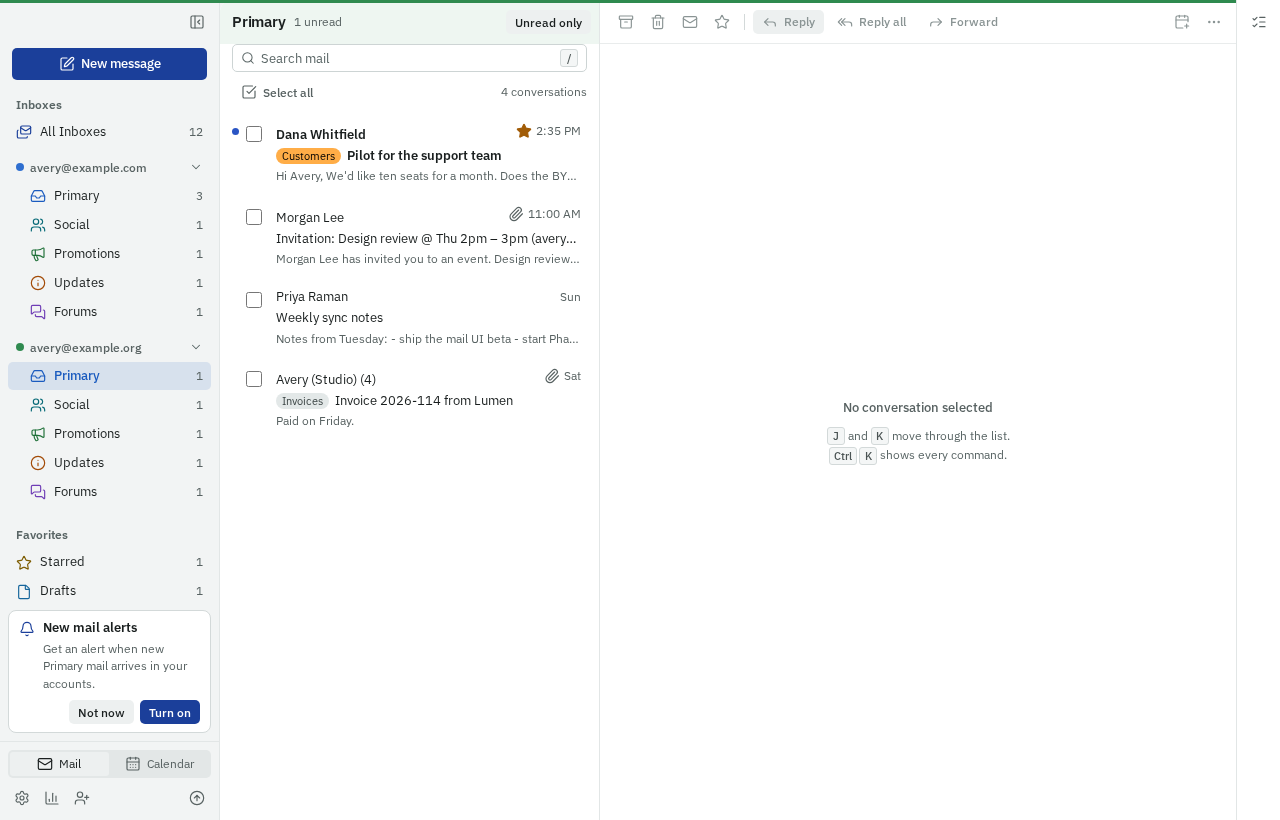 New message
Inboxes
All Inboxes 12
avery@example.com
Primary 3
Social 1
Promotions 1
Updates 1
Forums 1
avery@example.org
Primary 1
Social 1
Promotions 1
Updates 1
Forums 1
Favorites
Starred 1
Drafts 1
New mail alerts
Get an alert when new
Primary mail arrives in your
accounts.
Not now Turn on
Mail Calendar
Primary 1 unread Unread only
Search mail /
Select all 4 conversations
Dana Whitfield 2:35 PM
Customers Pilot for the support team
Hi Avery, We'd like ten seats for a month. Does the BY…
Morgan Lee 11:00 AM
Invitation: Design review @ Thu 2pm – 3pm (avery…
Morgan Lee has invited you to an event. Design review…
Priya Raman Sun
Weekly sync notes
Notes from Tuesday: - ship the mail UI beta - start Pha…
Avery (Studio) (4) Sat
Invoices Invoice 2026-114 from Lumen
Paid on Friday.
Reply Reply all Forward
No conversation selected
J and K move through the list.
Ctrl K shows every command.